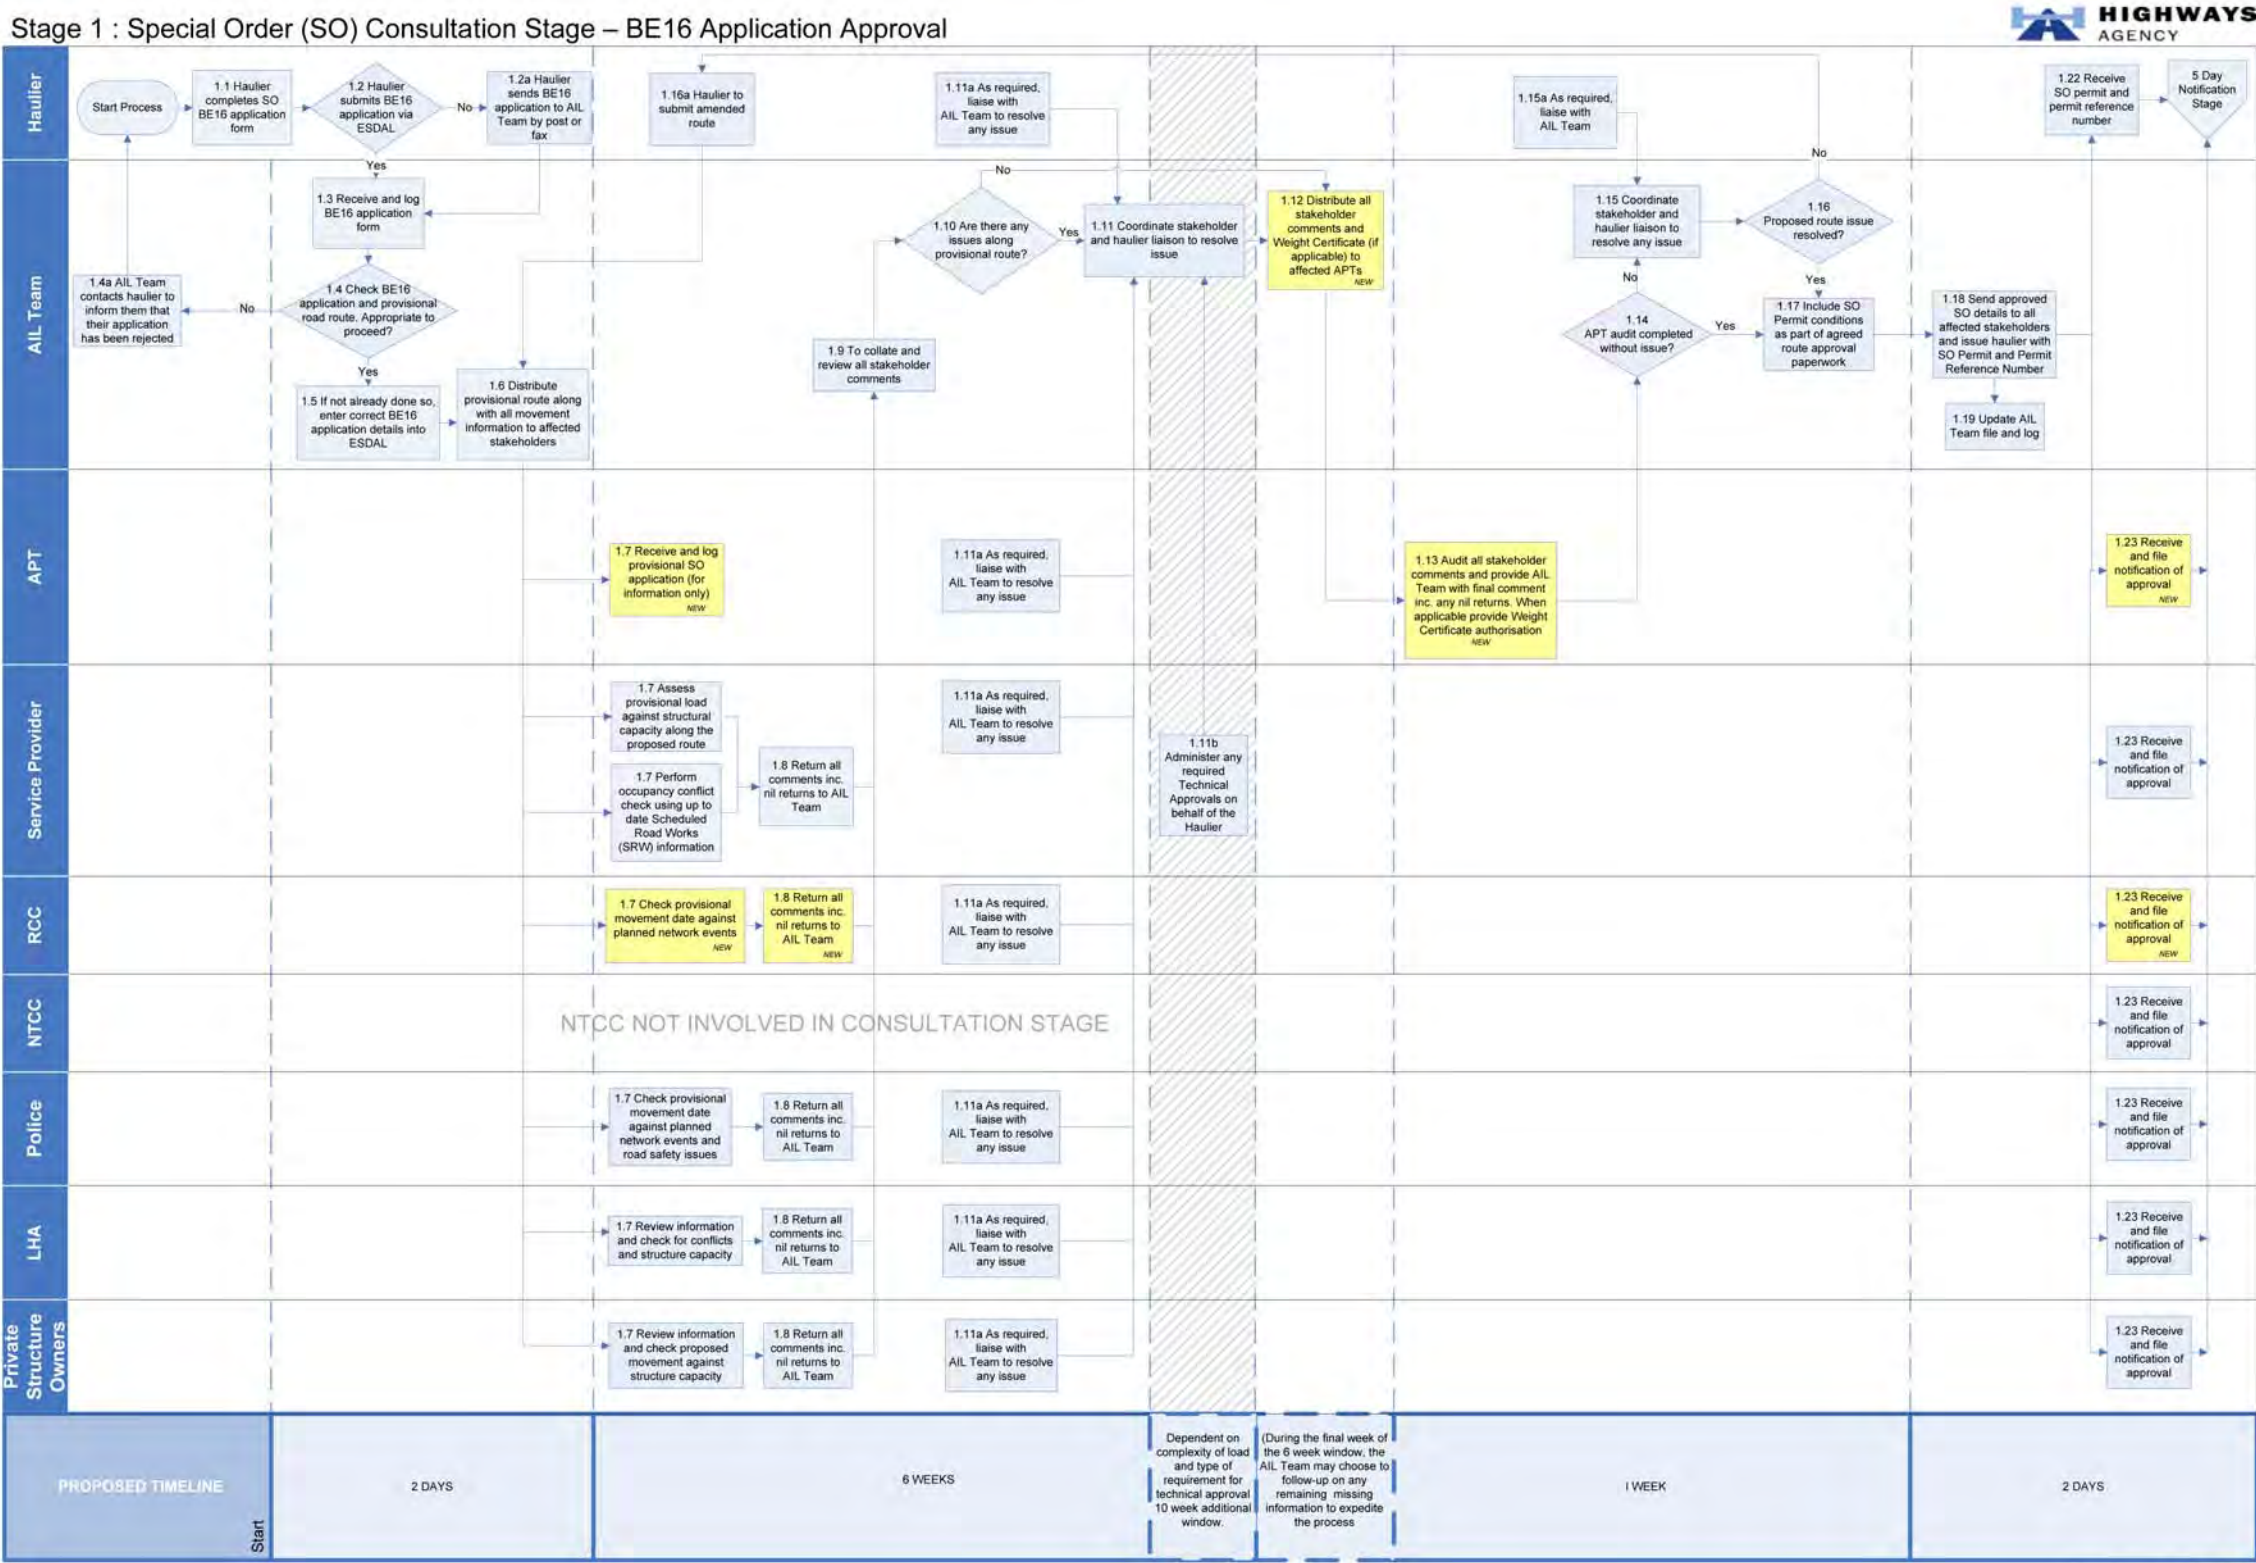 Stage 1 : Special Order (SO) Consultation Stage – BE16 Application Approval
HIGHWAYS
AGENCY
Haulier
Start Process
1.1 Haulier
completes SO
BE16 application
form
1.2 Haulier
submits BE16
application via
ESDAL
No
1.2a Haulier
sends BE16
application to AIL
Team by post or
fax
1.16a Haulier to
submit amended
route
1.11a As required,
liaise with
AIL Team to resolve
any issue
1.15a As required,
liaise with
AIL Team
1.22 Receive
SO permit and
permit reference
number
5 Day
Notification
Stage
Yes
No
AIL Team
1.3 Receive and log
BE16 application
form
1.4a AIL Team
contacts haulier to
inform them that
their application
has been rejected
No
1.4 Check BE16
application and provisional
road route. Appropriate to
proceed?
Yes
1.5 If not already done so,
enter correct BE16
application details into
ESDAL
1.6 Distribute
provisional route along
with all movement
information to affected
stakeholders
1.9 To collate and
review all stakeholder
comments
1.10 Are there any
issues along
provisional route?
No
Yes
1.11 Coordinate stakeholder
and haulier liaison to resolve
issue
1.12 Distribute all
stakeholder
comments and
Weight Certificate (if
applicable) to
affected APTs
NEW
1.15 Coordinate
stakeholder and
haulier liaison to
resolve any issue
1.16
Proposed route issue
resolved?
No
Yes
1.14
APT audit completed
without issue?
Yes
1.17 Include SO
Permit conditions
as part of agreed
route approval
paperwork
1.18 Send approved
SO details to all
affected stakeholders
and issue haulier with
SO Permit and Permit
Reference Number
1.19 Update AIL
Team file and log
APT
1.7 Receive and log
provisional SO
application (for
information only)
NEW
1.11a As required,
liaise with
AIL Team to resolve
any issue
1.13 Audit all stakeholder
comments and provide AIL
Team with final comment
inc. any nil returns. When
applicable provide Weight
Certificate authorisation
NEW
1.23 Receive
and file
notification of
approval
NEW
Service Provider
1.7 Assess
provisional load
against structural
capacity along the
proposed route
1.7 Perform
occupancy conflict
check using up to
date Scheduled
Road Works
(SRW) information
1.8 Return all
comments inc.
nil returns to AIL
Team
1.11a As required,
liaise with
AIL Team to resolve
any issue
1.11b
Administer any
required
Technical
Approvals on
behalf of the
Haulier
1.23 Receive
and file
notification of
approval
RCC
1.7 Check provisional
movement date against
planned network events
NEW
1.8 Return all
comments inc.
nil returns to
AIL Team
NEW
1.11a As required,
liaise with
AIL Team to resolve
any issue
1.23 Receive
and file
notification of
approval
NEW
NTCC
NTCC NOT INVOLVED IN CONSULTATION STAGE
1.23 Receive
and file
notification of
approval
Police
1.7 Check provisional
movement date
against planned
network events and
road safety issues
1.8 Return all
comments inc.
nil returns to
AIL Team
1.11a As required,
liaise with
AIL Team to resolve
any issue
1.23 Receive
and file
notification of
approval
LHA
1.7 Review information
and check for conflicts
and structure capacity
1.8 Return all
comments inc.
nil returns to
AIL Team
1.11a As required,
liaise with
AIL Team to resolve
any issue
1.23 Receive
and file
notification of
approval
Private
Structure
Owners
1.7 Review information
and check proposed
movement against
structure capacity
1.8 Return all
comments inc.
nil returns to
AIL Team
1.11a As required,
liaise with
AIL Team to resolve
any issue
1.23 Receive
and file
notification of
approval
PROPOSED TIMELINE
Start
2 DAYS
6 WEEKS
Dependent on
complexity of load
and type of
requirement for
technical approval
10 week additional
window.
(During the final week of
the 6 week window, the
AIL Team may choose to
follow-up on any
remaining missing
information to expedite
the process
I WEEK
2 DAYS